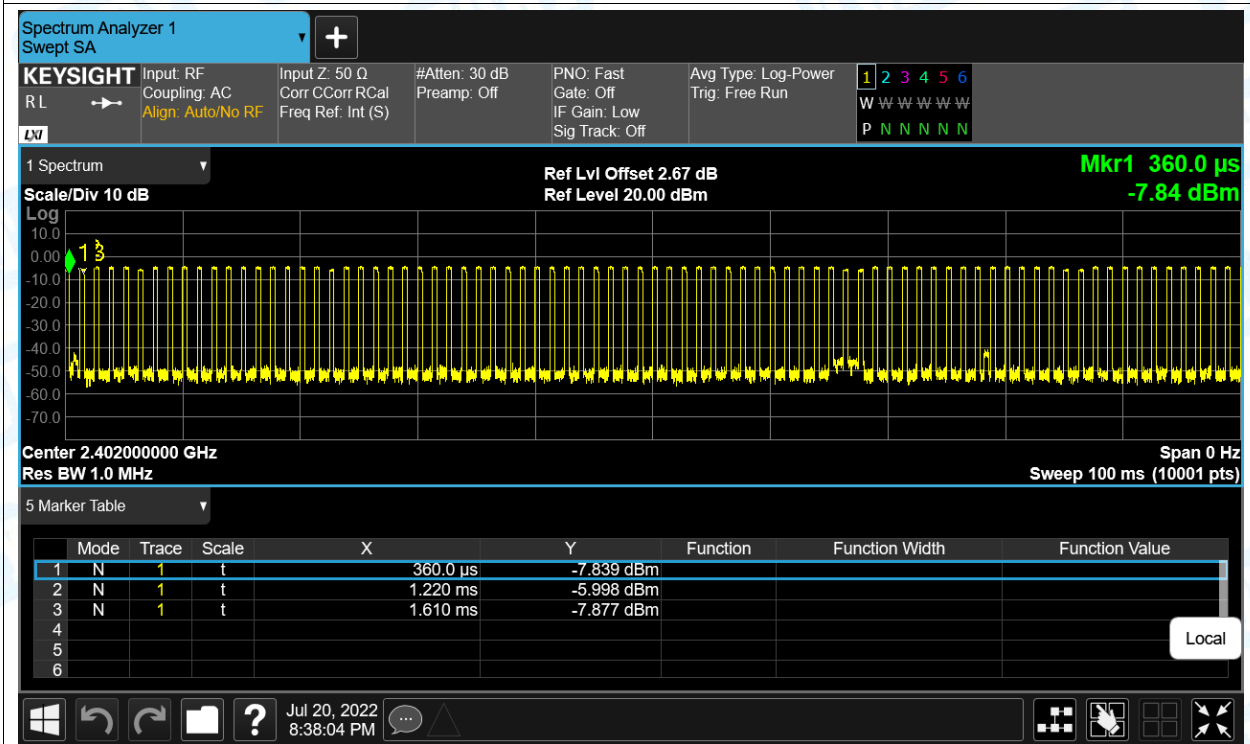 Spectrum Analyzer 1
Swept SA
KEYSIGHT Input: RF Input Z: 50 Ω #Atten: 30 dB PNO: Fast Avg Type: Log-Power 1 2 3 4 5 6
RL Coupling: AC Corr CCorr RCal Preamp: Off Gate: Off Trig: Free Run W W W W W W
Align: Auto/No RF Freq Ref: Int (S) IF Gain: Low
LXI Sig Track: Off P N N N N N
1 Spectrum Ref Lvl Offset 2.67 dB Mkr1 360.0 µs
Scale/Div 10 dB Ref Level 20.00 dBm -7.84 dBm
Log
10.0
0.00 1 3
-10.0
-20.0
-30.0
-40.0
-50.0
-60.0
-70.0
Center 2.402000000 GHz Span 0 Hz
Res BW 1.0 MHz Sweep 100 ms (10001 pts)
5 Marker Table
Mode Trace Scale X Y Function Function Width Function Value
1 N 1 t 360.0 µs -7.839 dBm
2 N 1 t 1.220 ms -5.998 dBm
3 N 1 t 1.610 ms -7.877 dBm
4
5
6
Local
? Jul 20, 2022
8:38:04 PM